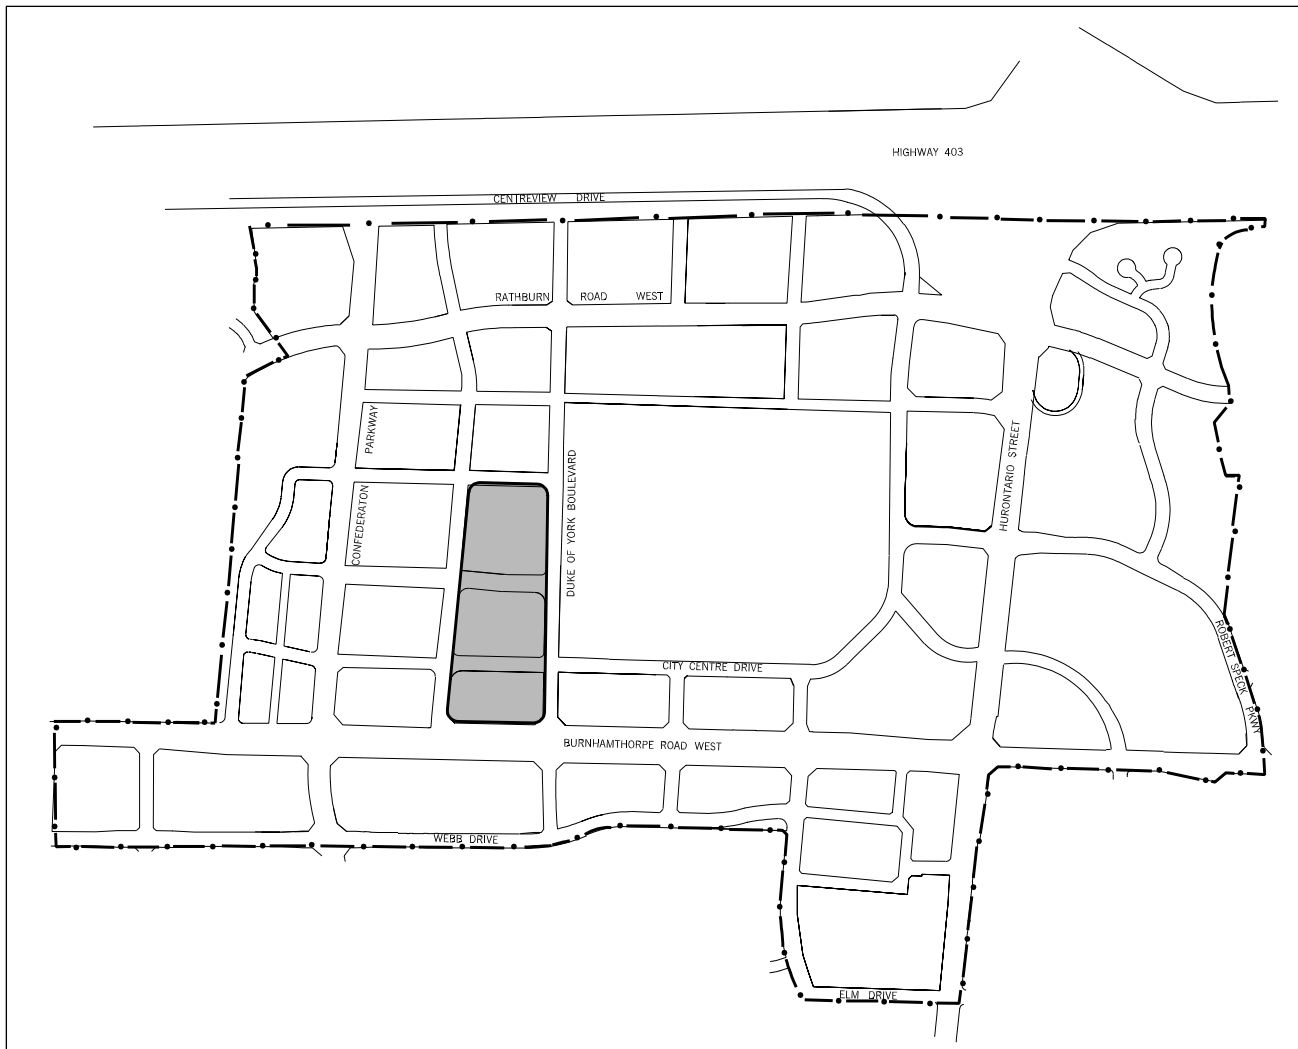 HIGHWAY 403
CENTREVIEW DRIVE
RATHBURN ROAD WEST
PARKWAY
CONFEDERATON
DUKE OF YORK BOULEVARD
HURONTARIO STREET
ROBERT SPECK PKWY
CITY CENTRE DRIVE
BURNHAMTHORPE ROAD WEST
WEBB DRIVE
ELM DRIVE